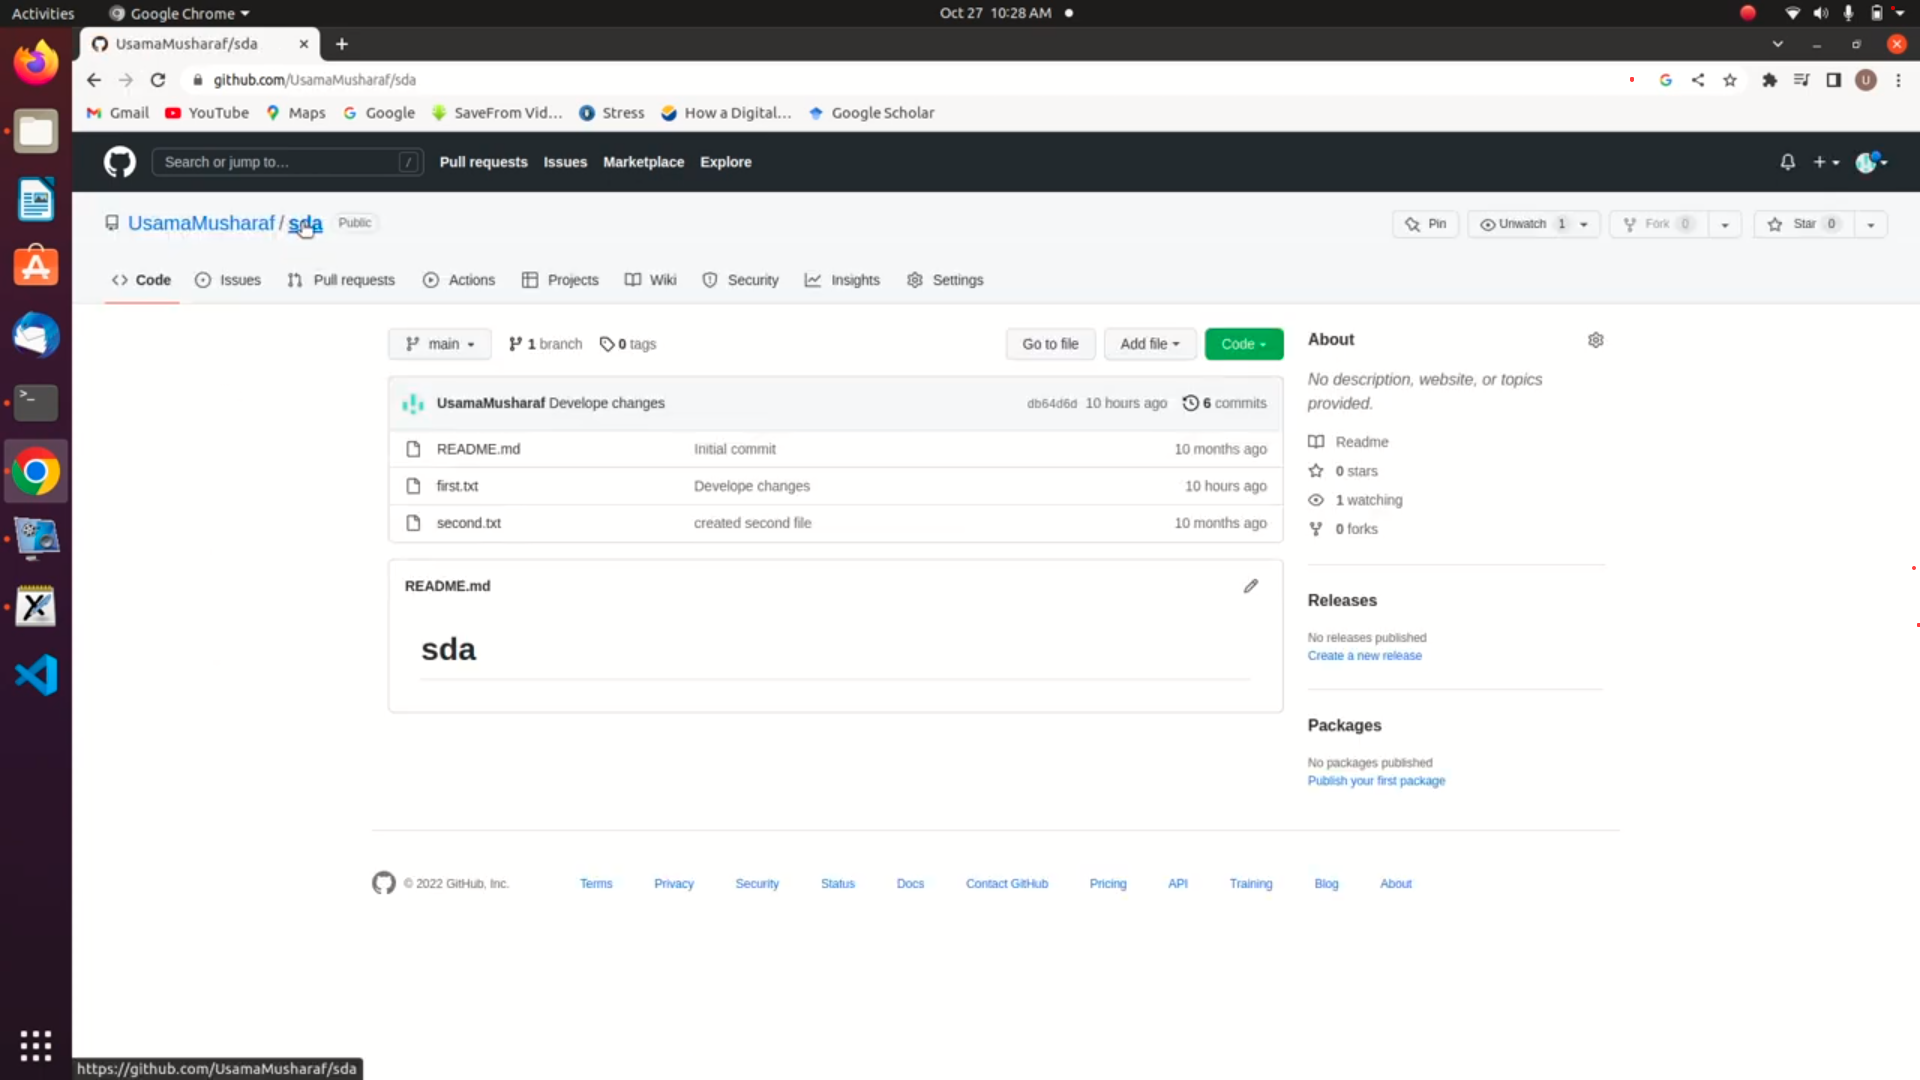 Activities Google Chrome Oct 27 10:28 AM
UsamaMusharaf/sda
github.com/UsamaMusharaf/sda
Gmail YouTube Maps Google SaveFrom Vid... Stress How a Digital... Google Scholar
Search or jump to... / Pull requests Issues Marketplace Explore
UsamaMusharaf / sda Public Pin Unwatch 1 Fork 0 Star 0
Code Issues Pull requests Actions Projects Wiki Security Insights Settings
main 1 branch 0 tags Go to file Add file Code
UsamaMusharaf Develope changes db64d6d 10 hours ago 6 commits
README.md Initial commit 10 months ago
first.txt Develope changes 10 hours ago
second.txt created second file 10 months ago
README.md
sda
About
No description, website, or topics
provided.
Readme
0 stars
1 watching
0 forks
Releases
No releases published
Create a new release
Packages
No packages published
Publish your first package
© 2022 GitHub, Inc. Terms Privacy Security Status Docs Contact GitHub Pricing API Training Blog About
https://github.com/UsamaMusharaf/sda